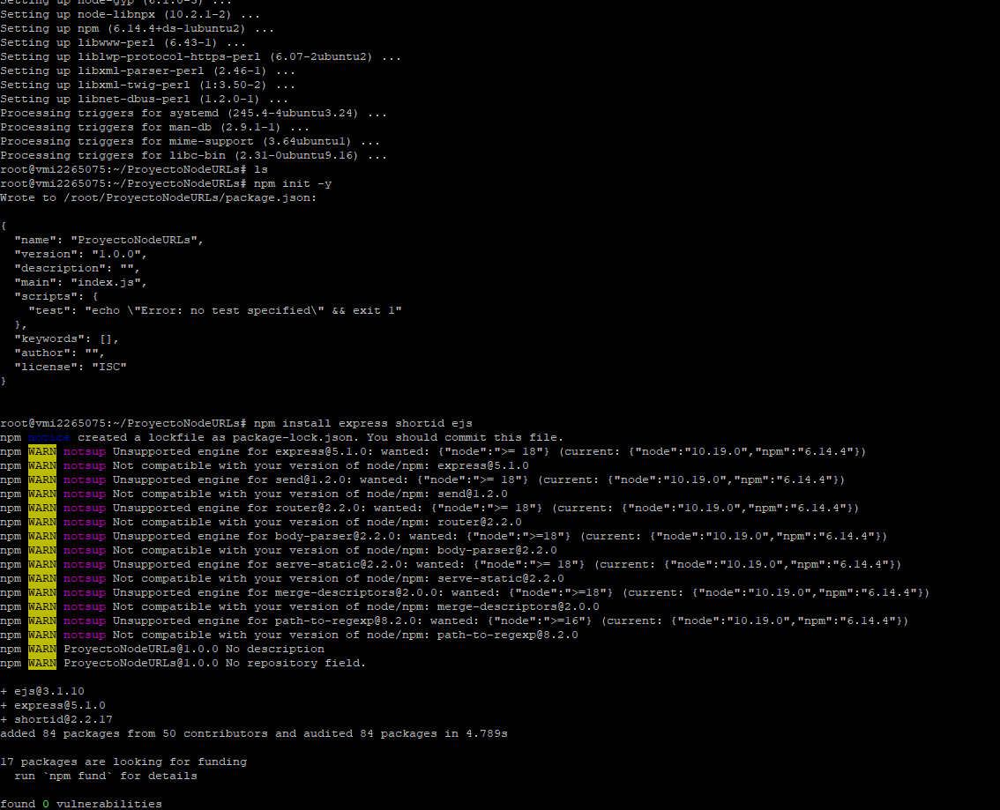 Setting up node-gyp (6.1.0-3) ...
Setting up node-libnpx (10.2.1-2) ...
Setting up npm (6.14.4+ds-1ubuntu2) ...
Setting up libwww-perl (6.43-1) ...
Setting up liblwp-protocol-https-perl (6.07-2ubuntu2) ...
Setting up libxml-parser-perl (2.46-1) ...
Setting up libxml-twig-perl (1:3.50-2) ...
Setting up libnet-dbus-perl (1.2.0-1) ...
Processing triggers for systemd (245.4-4ubuntu3.24) ...
Processing triggers for man-db (2.9.1-1) ...
Processing triggers for mime-support (3.64ubuntu1) ...
Processing triggers for libc-bin (2.31-0ubuntu9.16) ...
root@vmi2265075:~/ProyectoNodeURLs# ls
root@vmi2265075:~/ProyectoNodeURLs# npm init -y
Wrote to /root/ProyectoNodeURLs/package.json:

{
  "name": "ProyectoNodeURLs",
  "version": "1.0.0",
  "description": "",
  "main": "index.js",
  "scripts": {
    "test": "echo \"Error: no test specified\" && exit 1"
  },
  "keywords": [],
  "author": "",
  "license": "ISC"
}

root@vmi2265075:~/ProyectoNodeURLs# npm install express shortid ejs
npm notice created a lockfile as package-lock.json. You should commit this file.
npm WARN notsup Unsupported engine for express@5.1.0: wanted: {"node":">= 18"} (current: {"node":"10.19.0","npm":"6.14.4"})
npm WARN notsup Not compatible with your version of node/npm: express@5.1.0
npm WARN notsup Unsupported engine for send@1.2.0: wanted: {"node":">= 18"} (current: {"node":"10.19.0","npm":"6.14.4"})
npm WARN notsup Not compatible with your version of node/npm: send@1.2.0
npm WARN notsup Unsupported engine for router@2.2.0: wanted: {"node":">= 18"} (current: {"node":"10.19.0","npm":"6.14.4"})
npm WARN notsup Not compatible with your version of node/npm: router@2.2.0
npm WARN notsup Unsupported engine for body-parser@2.2.0: wanted: {"node":">=18"} (current: {"node":"10.19.0","npm":"6.14.4"})
npm WARN notsup Not compatible with your version of node/npm: body-parser@2.2.0
npm WARN notsup Unsupported engine for serve-static@2.2.0: wanted: {"node":">= 18"} (current: {"node":"10.19.0","npm":"6.14.4"})
npm WARN notsup Not compatible with your version of node/npm: serve-static@2.2.0
npm WARN notsup Unsupported engine for merge-descriptors@2.0.0: wanted: {"node":">=18"} (current: {"node":"10.19.0","npm":"6.14.4"})
npm WARN notsup Not compatible with your version of node/npm: merge-descriptors@2.0.0
npm WARN notsup Unsupported engine for path-to-regexp@8.2.0: wanted: {"node":">=16"} (current: {"node":"10.19.0","npm":"6.14.4"})
npm WARN notsup Not compatible with your version of node/npm: path-to-regexp@8.2.0
npm WARN ProyectoNodeURLs@1.0.0 No description
npm WARN ProyectoNodeURLs@1.0.0 No repository field.

+ ejs@3.1.10
+ express@5.1.0
+ shortid@2.2.17
added 84 packages from 50 contributors and audited 84 packages in 4.789s

17 packages are looking for funding
  run `npm fund` for details

found 0 vulnerabilities